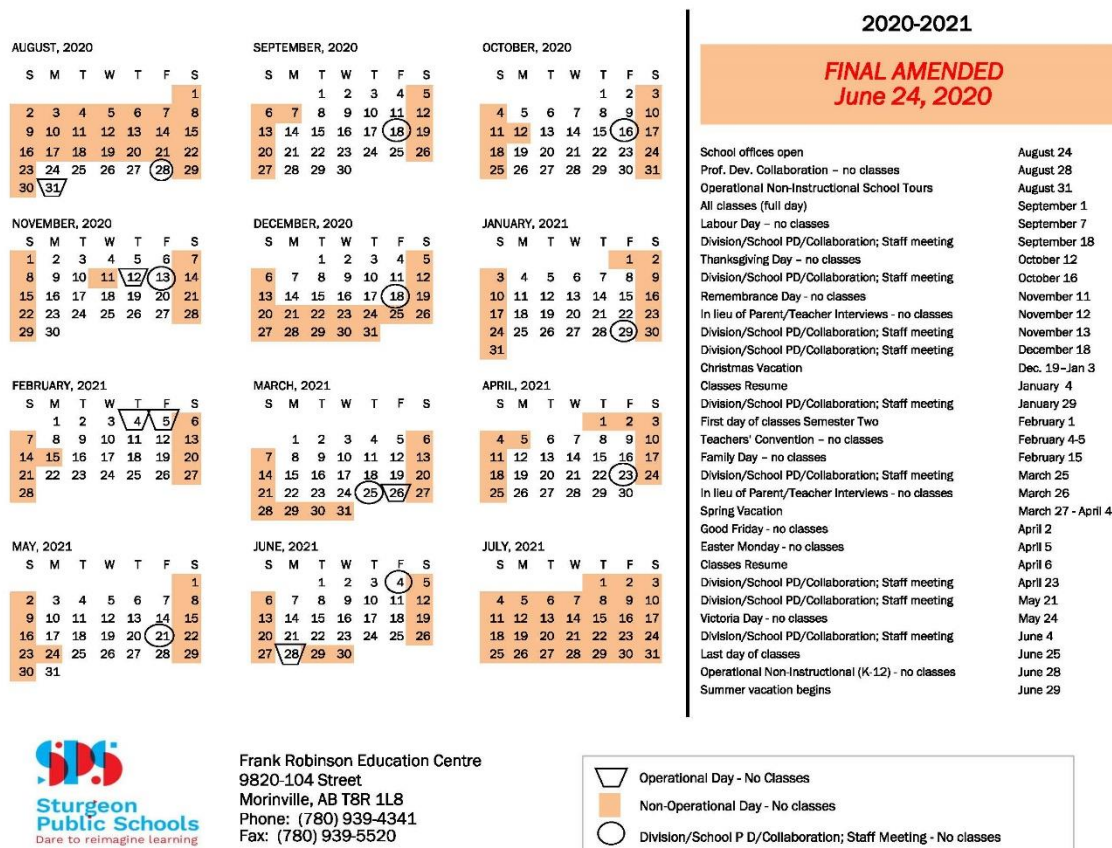 2020-2021
FINAL AMENDED
June 24, 2020
AUGUST, 2020
S M T W T F S
1
2 3 4 5 6 7 8
9 10 11 12 13 14 15
16 17 18 19 20 21 22
23 24 25 26 27 28 29
30 31
SEPTEMBER, 2020
S M T W T F S
1 2 3 4 5
6 7 8 9 10 11 12
13 14 15 16 17 18 19
20 21 22 23 24 25 26
27 28 29 30
OCTOBER, 2020
S M T W T F S
1 2 3
4 5 6 7 8 9 10
11 12 13 14 15 16 17
18 19 20 21 22 23 24
25 26 27 28 29 30 31
NOVEMBER, 2020
S M T W T F S
1 2 3 4 5 6 7
8 9 10 11 12 13 14
15 16 17 18 19 20 21
22 23 24 25 26 27 28
29 30
DECEMBER, 2020
S M T W T F S
1 2 3 4 5
6 7 8 9 10 11 12
13 14 15 16 17 18 19
20 21 22 23 24 25 26
27 28 29 30 31
JANUARY, 2021
S M T W T F S
1 2
3 4 5 6 7 8 9
10 11 12 13 14 15 16
17 18 19 20 21 22 23
24 25 26 27 28 29 30
31
FEBRUARY, 2021
S M T W T F S
1 2 3 4 5 6
7 8 9 10 11 12 13
14 15 16 17 18 19 20
21 22 23 24 25 26 27
28
MARCH, 2021
S M T W T F S
1 2 3 4 5 6
7 8 9 10 11 12 13
14 15 16 17 18 19 20
21 22 23 24 25 26 27
28 29 30 31
APRIL, 2021
S M T W T F S
1 2 3
4 5 6 7 8 9 10
11 12 13 14 15 16 17
18 19 20 21 22 23 24
25 26 27 28 29 30
MAY, 2021
S M T W T F S
1
2 3 4 5 6 7 8
9 10 11 12 13 14 15
16 17 18 19 20 21 22
23 24 25 26 27 28 29
30 31
JUNE, 2021
S M T W T F S
1 2 3 4 5
6 7 8 9 10 11 12
13 14 15 16 17 18 19
20 21 22 23 24 25 26
27 28 29 30
JULY, 2021
S M T W T F S
1 2 3
4 5 6 7 8 9 10
11 12 13 14 15 16 17
18 19 20 21 22 23 24
25 26 27 28 29 30 31
School offices open August 24
Prof. Dev. Collaboration – no classes August 28
Operational Non-Instructional School Tours August 31
All classes (full day) September 1
Labour Day – no classes September 7
Division/School PD/Collaboration; Staff meeting September 18
Thanksgiving Day – no classes October 12
Division/School PD/Collaboration; Staff meeting October 16
Remembrance Day - no classes November 11
In lieu of Parent/Teacher Interviews - no classes November 12
Division/School PD/Collaboration; Staff meeting November 13
Division/School PD/Collaboration; Staff meeting December 18
Christmas Vacation Dec. 19–Jan 3
Classes Resume January 4
Division/School PD/Collaboration; Staff meeting January 29
First day of classes Semester Two February 1
Teachers' Convention – no classes February 4-5
Family Day – no classes February 15
Division/School PD/Collaboration; Staff meeting March 25
In lieu of Parent/Teacher Interviews - no classes March 26
Spring Vacation March 27 - April 4
Good Friday - no classes April 2
Easter Monday - no classes April 5
Classes Resume April 6
Division/School PD/Collaboration; Staff meeting April 23
Division/School PD/Collaboration; Staff meeting May 21
Victoria Day - no classes May 24
Division/School PD/Collaboration; Staff meeting June 4
Last day of classes June 25
Operational Non-Instructional (K-12) - no classes June 28
Summer vacation begins June 29
SPS
Sturgeon
Public Schools
Dare to reimagine learning
Frank Robinson Education Centre
9820-104 Street
Morinville, AB T8R 1L8
Phone: (780) 939-4341
Fax: (780) 939-5520
Operational Day - No Classes
Non-Operational Day - No classes
Division/School P D/Collaboration; Staff Meeting - No classes